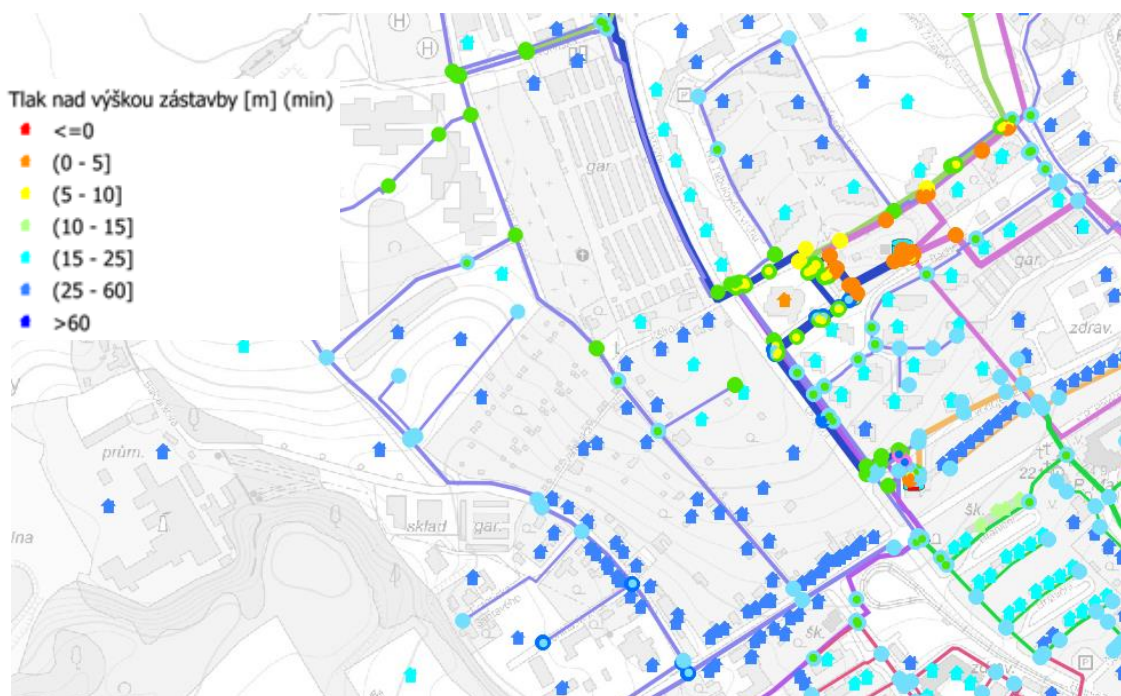 H
H
P
Tlak nad výškou zástavby [m] (min)
<=0
(0 - 5]
(5 - 10]
(10 - 15]
(15 - 25]
(25 - 60]
>60
gar.
gar.
zdrav.
prům.
sklad
gar.
lna
šk.
šk.
zdrav.
P